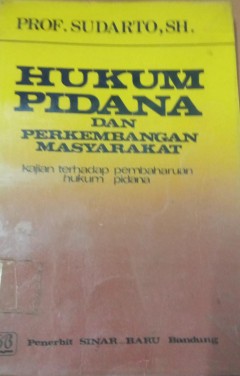 PROF. SUDARTO, SH.
HUKUM
PIDANA
DAN
PERKEMBANGAN
MASYARAKAT
kajian terhadap pembaharuan
hukum pidana
Penerbit SINAR BARU Bandung